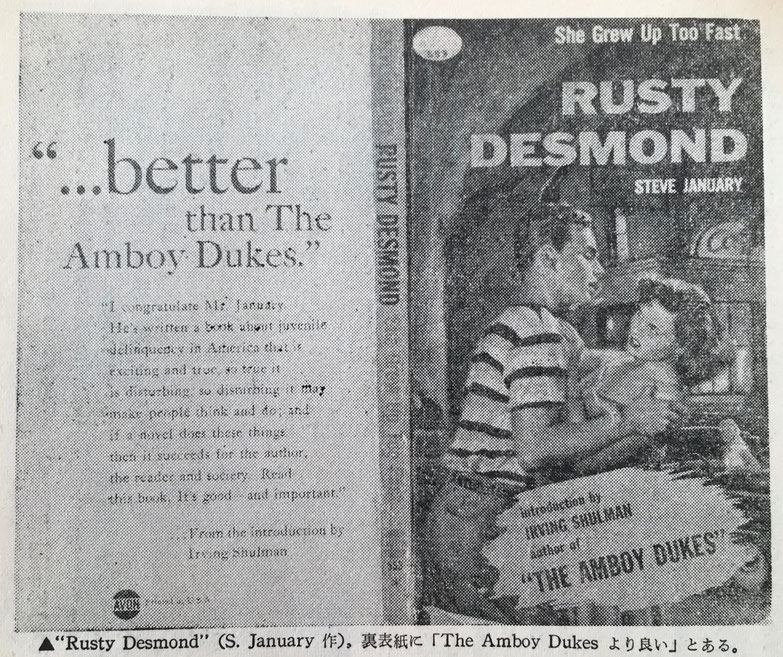 "...better
than The
Amboy Dukes."
"I congratulate Mr. January.
He's written a book about juvenile
delinquency in America that is
exciting and true, so true it
is disturbing; so disturbing it may
make people think and do; and
if a novel does these things
then it succeeds for the author,
the reader and society. Read
this book. It's good—and important."
...From the introduction by
Irving Shulman
AVON Printed in U.S.A.
RUSTY DESMOND
She Grew Up Too Fast
RUSTY
DESMOND
STEVE JANUARY
introduction by
IRVING SHULMAN
author of
"THE AMBOY DUKES"
▲"Rusty Desmond" (S. January 作)。裏表紙に「The Amboy Dukes より良い」とある。